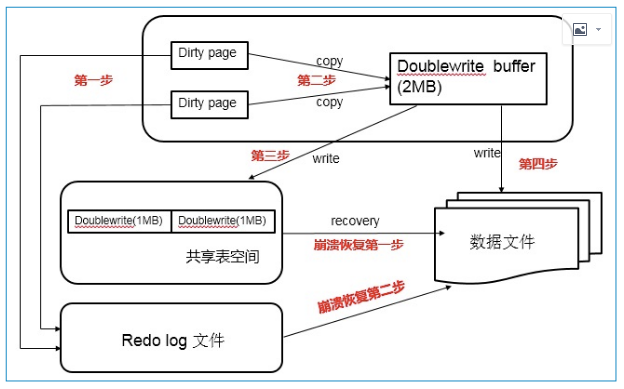 Dirty page
copy
第一步
第二步
Doublewrite buffer
(2MB)
Dirty page
copy
第三步
write
write
第四步
Doublewrite(1MB)
Doublewrite(1MB)
共享表空间
recovery
崩溃恢复第一步
数据文件
崩溃恢复第二步
Redo log 文件